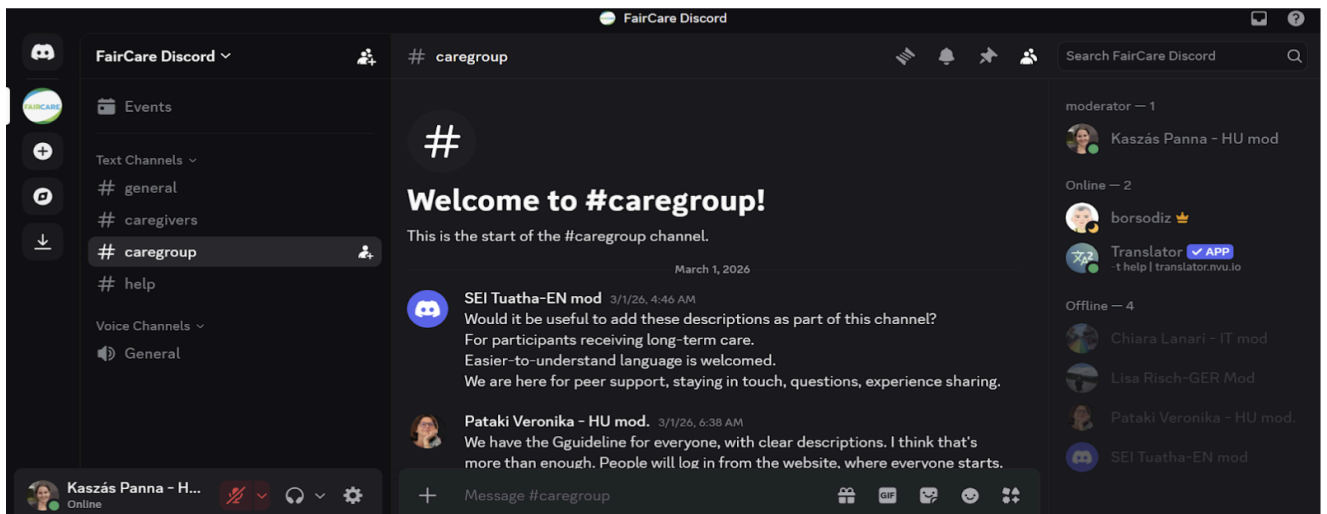 FairCare Discord
FairCare Discord
# caregroup
Search FairCare Discord
FAIRCARE
Events
Text Channels
# general
# caregivers
# caregroup
# help
Voice Channels
General
Kaszás Panna - H...
Online
#
Welcome to #caregroup!
This is the start of the #caregroup channel.
March 1, 2026
SEI Tuatha-EN mod 3/1/26, 4:46 AM
Would it be useful to add these descriptions as part of this channel?
For participants receiving long-term care.
Easier-to-understand language is welcomed.
We are here for peer support, staying in touch, questions, experience sharing.
Pataki Veronika - HU mod. 3/1/26, 6:38 AM
We have the Gguideline for everyone, with clear descriptions. I think that's
more than enough. People will log in from the website, where everyone starts.
Message #caregroup
GIF
moderator — 1
Kaszás Panna - HU mod
Online — 2
borsodiz
Translator ✓ APP
-t help | translator.nvu.io
Offline — 4
Chiara Lanari - IT mod
Lisa Risch-GER Mod
Pataki Veronika - HU mod.
SEI Tuatha-EN mod